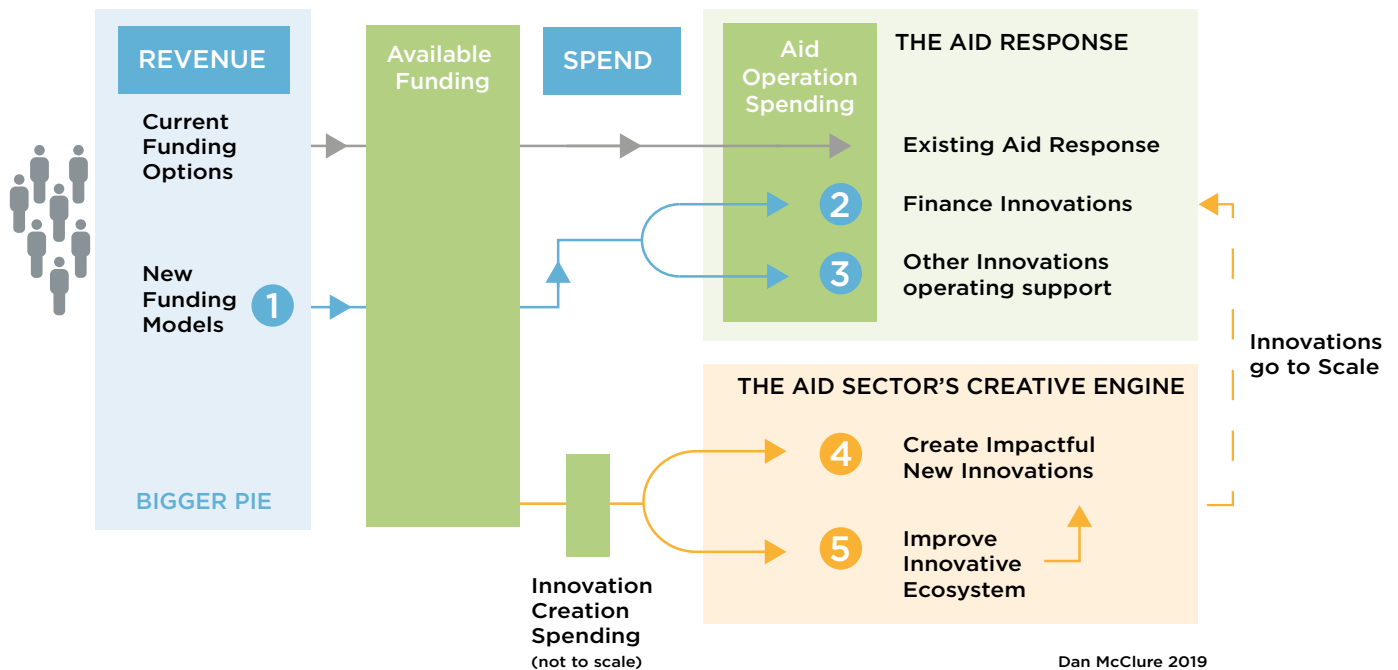 REVENUE
Current
Funding
Options
New
Funding
Models
1
BIGGER PIE
Available
Funding
SPEND
Innovation
Creation
Spending
(not to scale)
THE AID RESPONSE
Aid
Operation
Spending
Existing Aid Response
2
Finance Innovations
3
Other Innovations
operating support
THE AID SECTOR'S CREATIVE ENGINE
4
Create Impactful
New Innovations
5
Improve
Innovative
Ecosystem
Innovations
go to Scale
Dan McClure 2019